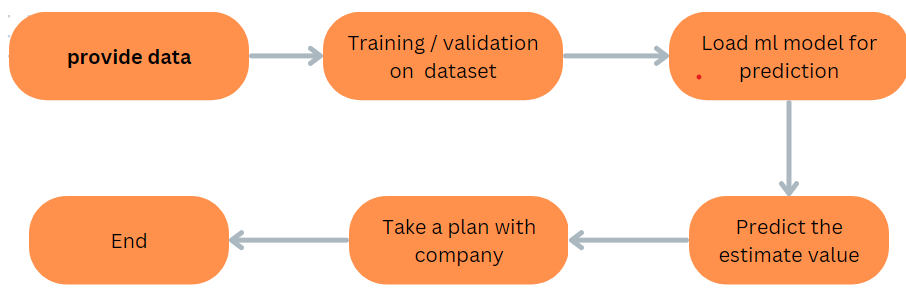 provide data
Training / validation
on dataset
Load ml model for
prediction
Predict the
estimate value
Take a plan with
company
End